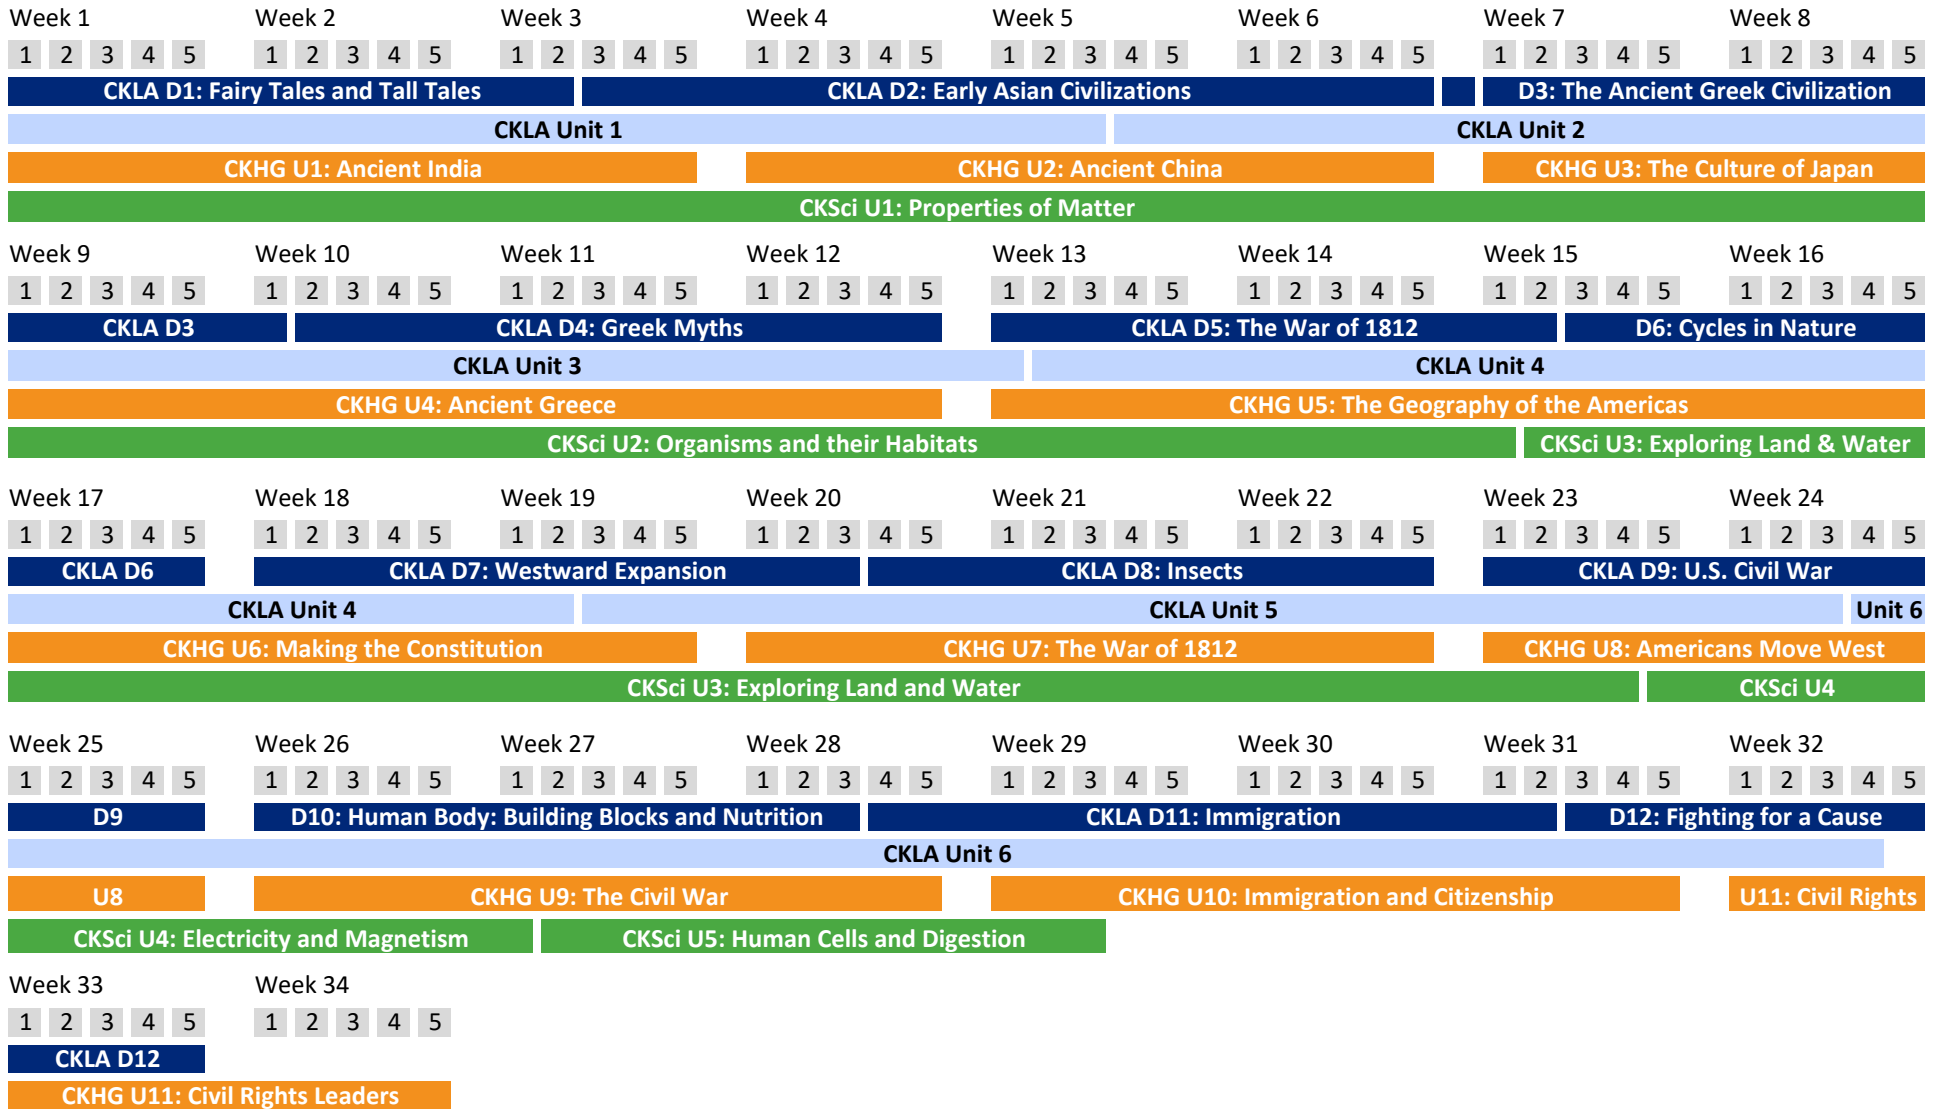 Week 1 Week 2 Week 3 Week 4 Week 5 Week 6 Week 7 Week 8
1 2 3 4 5 1 2 3 4 5 1 2 3 4 5 1 2 3 4 5 1 2 3 4 5 1 2 3 4 5 1 2 3 4 5 1 2 3 4 5
CKLA D1: Fairy Tales and Tall Tales CKLA D2: Early Asian Civilizations D3: The Ancient Greek Civilization
CKLA Unit 1 CKLA Unit 2
CKHG U1: Ancient India CKHG U2: Ancient China CKHG U3: The Culture of Japan
CKSci U1: Properties of Matter
Week 9 Week 10 Week 11 Week 12 Week 13 Week 14 Week 15 Week 16
1 2 3 4 5 1 2 3 4 5 1 2 3 4 5 1 2 3 4 5 1 2 3 4 5 1 2 3 4 5 1 2 3 4 5 1 2 3 4 5
CKLA D3 CKLA D4: Greek Myths CKLA D5: The War of 1812 D6: Cycles in Nature
CKLA Unit 3 CKLA Unit 4
CKHG U4: Ancient Greece CKHG U5: The Geography of the Americas
CKSci U2: Organisms and their Habitats CKSci U3: Exploring Land & Water
Week 17 Week 18 Week 19 Week 20 Week 21 Week 22 Week 23 Week 24
1 2 3 4 5 1 2 3 4 5 1 2 3 4 5 1 2 3 4 5 1 2 3 4 5 1 2 3 4 5 1 2 3 4 5 1 2 3 4 5
CKLA D6 CKLA D7: Westward Expansion CKLA D8: Insects CKLA D9: U.S. Civil War
CKLA Unit 4 CKLA Unit 5 Unit 6
CKHG U6: Making the Constitution CKHG U7: The War of 1812 CKHG U8: Americans Move West
CKSci U3: Exploring Land and Water CKSci U4
Week 25 Week 26 Week 27 Week 28 Week 29 Week 30 Week 31 Week 32
1 2 3 4 5 1 2 3 4 5 1 2 3 4 5 1 2 3 4 5 1 2 3 4 5 1 2 3 4 5 1 2 3 4 5 1 2 3 4 5
D9 D10: Human Body: Building Blocks and Nutrition CKLA D11: Immigration D12: Fighting for a Cause
CKLA Unit 6
U8 CKHG U9: The Civil War CKHG U10: Immigration and Citizenship U11: Civil Rights
CKSci U4: Electricity and Magnetism CKSci U5: Human Cells and Digestion
Week 33 Week 34
1 2 3 4 5 1 2 3 4 5
CKLA D12
CKHG U11: Civil Rights Leaders